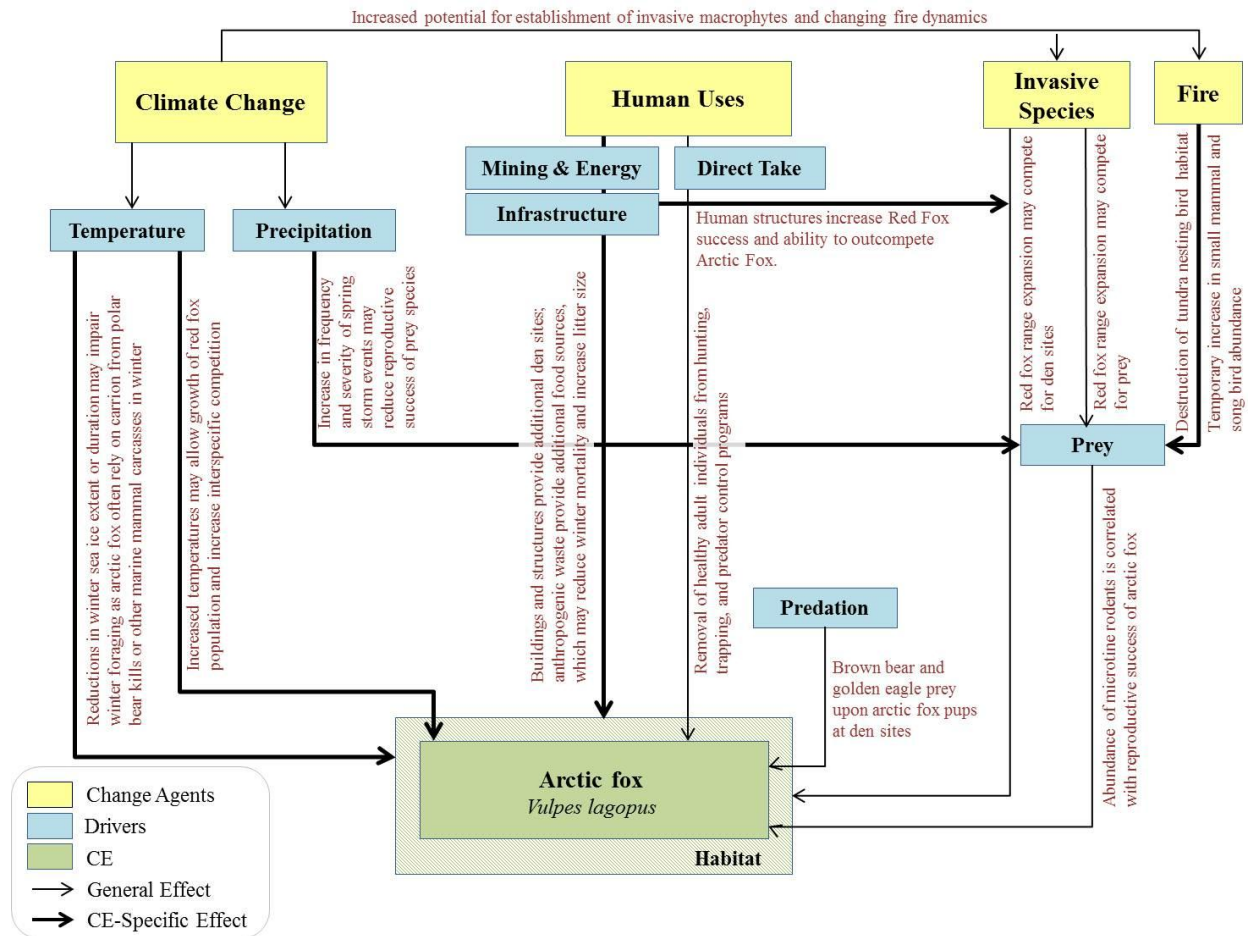 Increased potential for establishment of invasive macrophytes and changing fire dynamics
Climate Change
Human Uses
Invasive
Species
Fire
Mining & Energy
Direct Take
Infrastructure
Temperature
Precipitation
Human structures increase Red Fox
success and ability to outcompete
Arctic Fox.
Reductions in winter sea ice extent or duration may impair
winter foraging as arctic fox often rely on carrion from polar
bear kills or other marine mammal carcasses in winter
Increased temperatures may allow growth of red fox
population and increase interspecific competition
Increase in frequency
and severity of spring
storm events may
reduce reproductive
success of prey species
Buildings and structures provide additional den sites;
anthropogenic waste provide additional food sources,
which may reduce winter mortality and increase litter size
Removal of healthy adult individuals from hunting,
trapping, and predator control programs
Red fox range expansion may compete
for den sites
Red fox range expansion may compete
for prey
Destruction of tundra nesting bird habitat
Temporary increase in small mammal and
song bird abundance
Prey
Abundance of microtine rodents is correlated
with reproductive success of arctic fox
Predation
Brown bear and
golden eagle prey
upon arctic fox pups
at den sites
Arctic fox
Vulpes lagopus
Habitat
Change Agents
Drivers
CE
General Effect
CE-Specific Effect